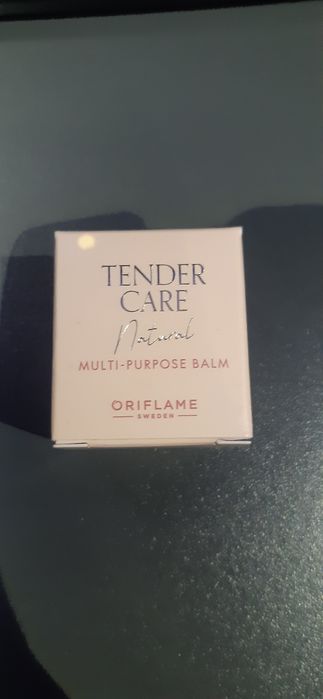 TENDER
CARE
Natural
MULTI-PURPOSE BALM
ORIFLAME
SWEDEN